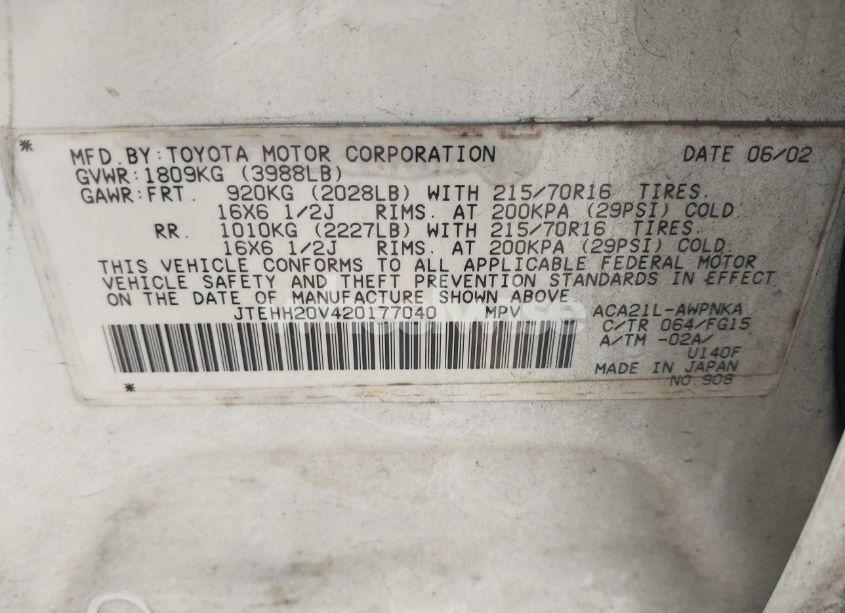 *
MFD.BY:TOYOTA MOTOR CORPORATION DATE 06/02
GVWR:1809KG (3988LB)
GAWR:FRT. 920KG (2028LB) WITH 215/70R16 TIRES.
16X6 1/2J RIMS. AT 200KPA (29PSI) COLD.
RR. 1010KG (2227LB) WITH 215/70R16 TIRES.
16X6 1/2J RIMS. AT 200KPA (29PSI) COLD.
THIS VEHICLE CONFORMS TO ALL APPLICABLE FEDERAL MOTOR
VEHICLE SAFETY AND THEFT PREVENTION STANDARDS IN EFFECT
ON THE DATE OF MANUFACTURE SHOWN ABOVE.
JTEHH20V420177040 MPV ACA21L-AWPNKA
C/TR 064/FG15
A/TM -02A/
U140F
MADE IN JAPAN
* NO 908